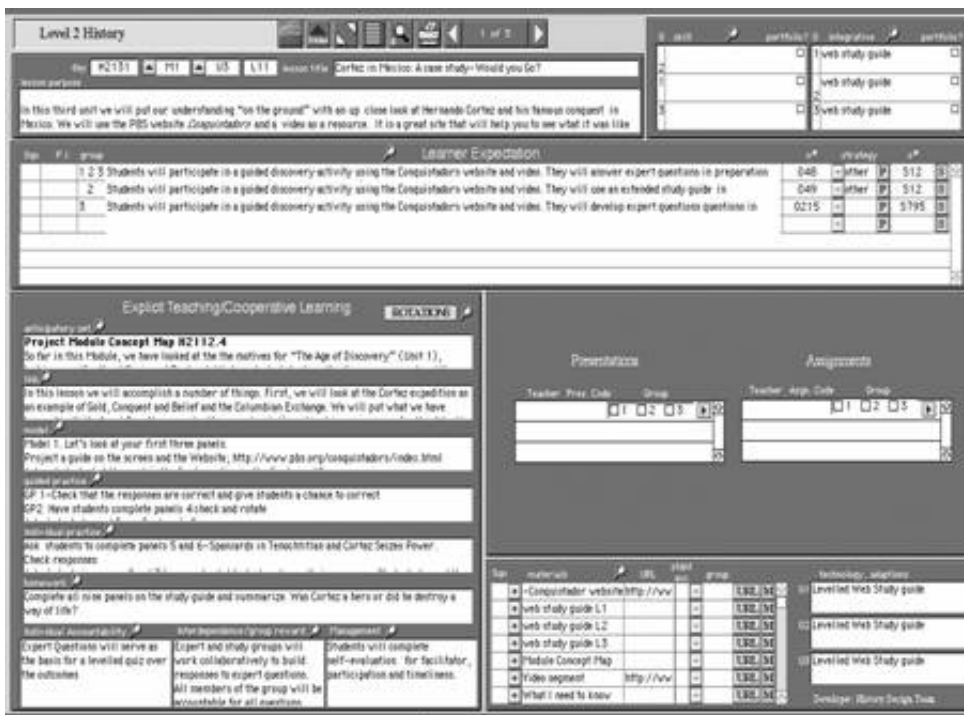 Level 2 History
1 of 3
H2131 M1 U3 L11 lesson title Cortez in Mexico: A case study-Would you Go?
lesson purpose
In this third unit we will put our understanding "on the ground" with an up close look at Hernando Cortez and his famous conquest in
Mexico. We will use the PBS website ,Conquistadors and a video as a resource. It is a great site that will help you to see what it was like
skill portfolio? integrative portfolio?
1 web study guide
web study guide
3 web study guide
Learner Expectation
group strategy
1 2 3 Students will participate in a guided discovery activity using the Conquistadors website and video. They will answer expert questions in preparation 048 other P 512
2 Students will participate in a guided discovery activity using the Conquistadors website and video. They will use an extended study guide in 049 other P 512
3 Students will participate in a guided discovery activity using the Conquistadors website and video. They will develop expert questions questions in 0215 P 5795
P
Explict Teaching/Cooperative Learning ROTATIONS
anticipatory set
Project Module Concept Map H2112.4
So far in this Module, we have looked at the the motives for "The Age of Discovery" (Unit 1),
In this lesson we will accomplish a number of things. First, we will look at the Cortez expedition as
an example of Gold, Conquest and Belief and the Columbian Exchange. We will put what we have
model
Model 1. Let's look at your first three panels.
Project a guide on the screen and the Website; http://www.pbs.org/conquistadors/index.html
guided practice
GP 1-Check that the responses are correct and give students a chance to correct
GP2 Have students complete panels 4 check and rotate
individual practice
Ask students to complete panels 5 and 6-Spaniards in Tenochtitlan and Cortez Seizes Power.
Check responses
homework
Complete all nine panels on the study guide and summarize. Was Cortez a hero or did he destroy a
way of life?
Individual Accountability Interdependence/group reward Management
Expert Questions will serve as
the basis for a levelled quiz over
the outcomes
Expert and study groups will
work collaboratively to build
responses to expert questions.
All members of the group will be
accountable for all questions
Students will complete
self-evaluation for facilitator,
participation and timeliness.
Presentations
Teacher Pres. Code Group
1 2 3
Assignments
Teacher Code Group
1 2 3
materials URL group technology adaptions
-Conquistador website http://ww URL M
web study guide L1 URL M
web study guide L2 URL M
web study guide L3 URL M
Module Concept Map URL M
Video segment http://ww URL M
What I need to know URL M
Levelled Web Study guide
Levelled Web Study guide
Levelled Web Study guide
Developer: History Design Team